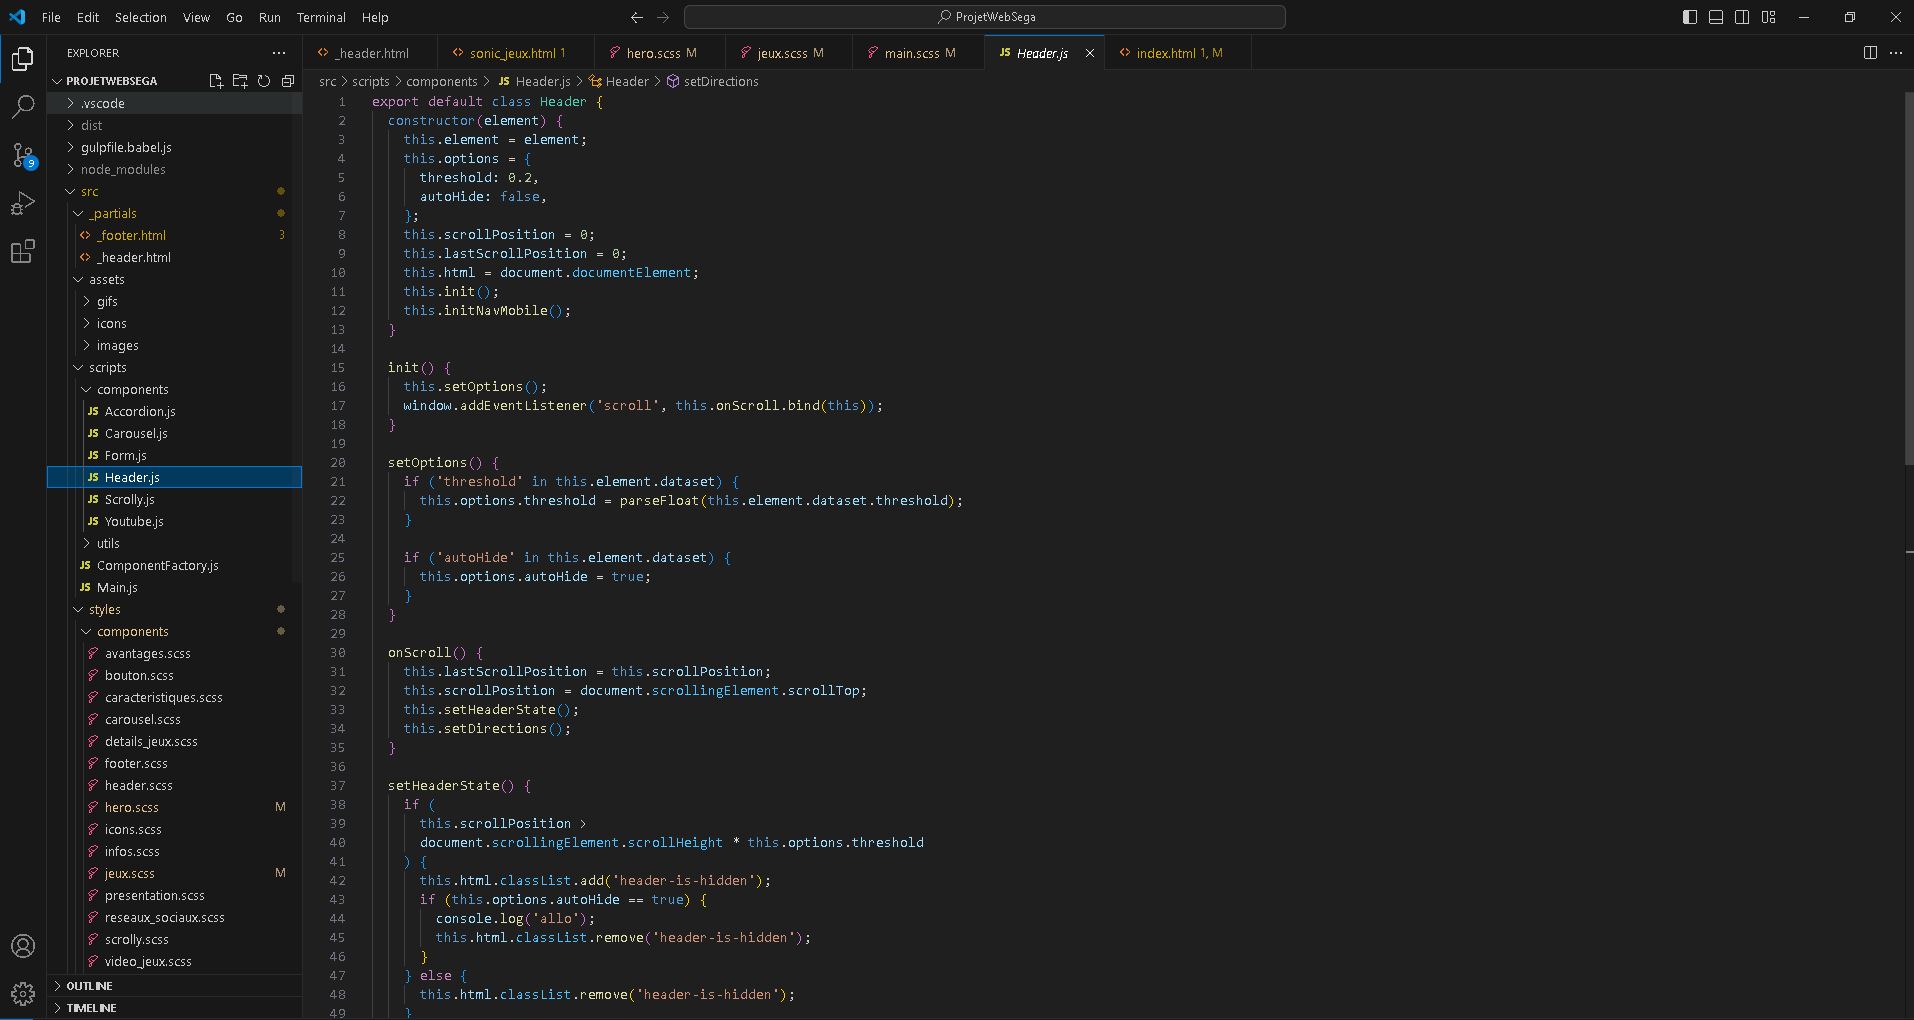 File Edit Selection View Go Run Terminal Help
ProjetWebSega
EXPLORER
PROJETWEBSEGA
.vscode
dist
gulpfile.babel.js
node_modules
src
_partials
_footer.html 3
_header.html
assets
gifs
icons
images
scripts
components
JS Accordion.js
JS Carousel.js
JS Form.js
JS Header.js
JS Scrolly.js
JS Youtube.js
utils
JS ComponentFactory.js
JS Main.js
styles
components
avantages.scss
bouton.scss
caracteristiques.scss
carousel.scss
details_jeux.scss
footer.scss
header.scss
hero.scss M
icons.scss
infos.scss
jeux.scss M
presentation.scss
reseaux_sociaux.scss
scrolly.scss
video_jeux.scss
OUTLINE
TIMELINE
9
_header.html sonic_jeux.html 1 hero.scss M jeux.scss M main.scss M JS Header.js index.html 1, M
src > scripts > components > JS Header.js > Header > setDirections
1 export default class Header {
2 constructor(element) {
3 this.element = element;
4 this.options = {
5 threshold: 0.2,
6 autoHide: false,
7 };
8 this.scrollPosition = 0;
9 this.lastScrollPosition = 0;
10 this.html = document.documentElement;
11 this.init();
12 this.initNavMobile();
13 }
14
15 init() {
16 this.setOptions();
17 window.addEventListener('scroll', this.onScroll.bind(this));
18 }
19
20 setOptions() {
21 if ('threshold' in this.element.dataset) {
22 this.options.threshold = parseFloat(this.element.dataset.threshold);
23 }
24
25 if ('autoHide' in this.element.dataset) {
26 this.options.autoHide = true;
27 }
28 }
29
30 onScroll() {
31 this.lastScrollPosition = this.scrollPosition;
32 this.scrollPosition = document.scrollingElement.scrollTop;
33 this.setHeaderState();
34 this.setDirections();
35 }
36
37 setHeaderState() {
38 if (
39 this.scrollPosition >
40 document.scrollingElement.scrollHeight * this.options.threshold
41 ) {
42 this.html.classList.add('header-is-hidden');
43 if (this.options.autoHide == true) {
44 console.log('allo');
45 this.html.classList.remove('header-is-hidden');
46 }
47 } else {
48 this.html.classList.remove('header-is-hidden');
49 }